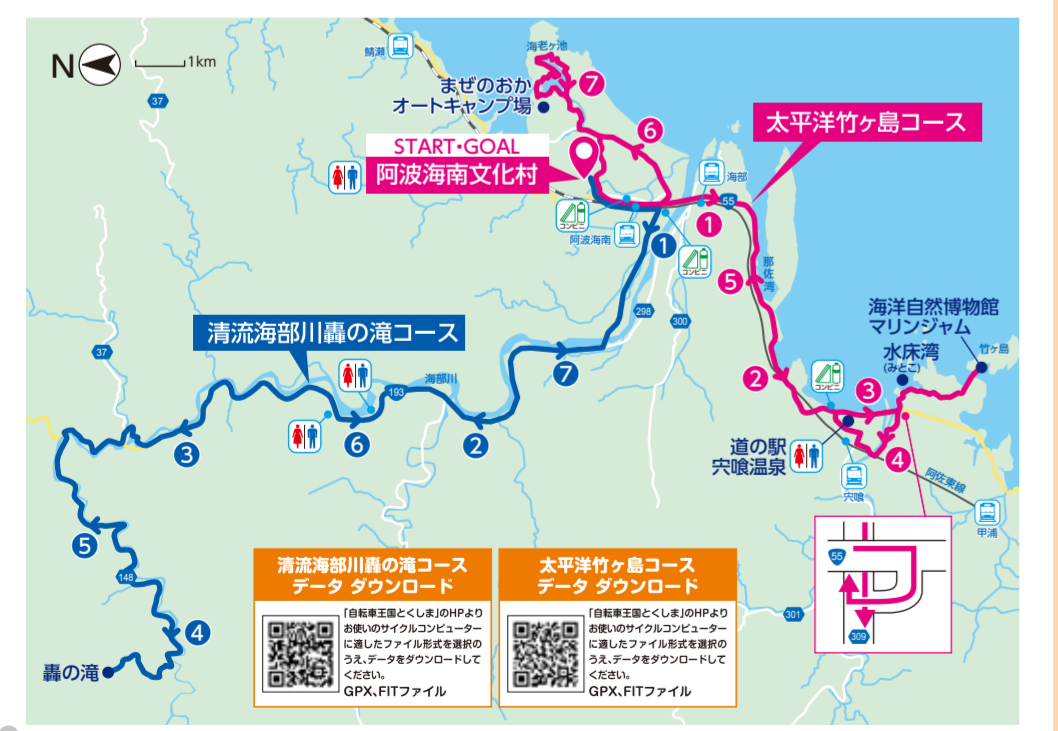 N
1km
37
鯖瀬
海老ヶ池
まぜのおか
オートキャンプ場
7
6
START・GOAL
阿波海南文化村
太平洋竹ヶ島コース
海部
55
1
コンビニ
阿波海南
1
コンビニ
5
那佐湾
298
300
海洋自然博物館
マリンジャム
水床湾
(みとこ)
竹ヶ島
清流海部川轟の滝コース
37
7
2
コンビニ
3
193
海部川
6
2
3
道の駅
宍喰温泉
4
宍喰
阿佐東線
甲浦
5
148
4
轟の滝
清流海部川轟の滝コース
データ ダウンロード
「自転車王国とくしま」のHPより
お使いのサイクルコンピューター
に適したファイル形式を選択の
うえ、データをダウンロードして
ください。
GPX、FITファイル
太平洋竹ヶ島コース
データ ダウンロード
「自転車王国とくしま」のHPより
お使いのサイクルコンピューター
に適したファイル形式を選択の
うえ、データをダウンロードして
ください。
GPX、FITファイル
301
55
309